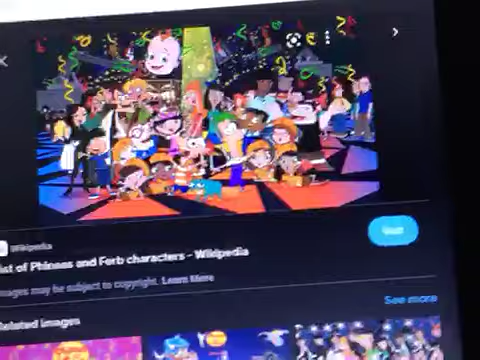 Wikipedia
ist of Phineas and Ferb characters - Wikipedia
Visit
mages may be subject to copyright. Learn More
Related images
See more